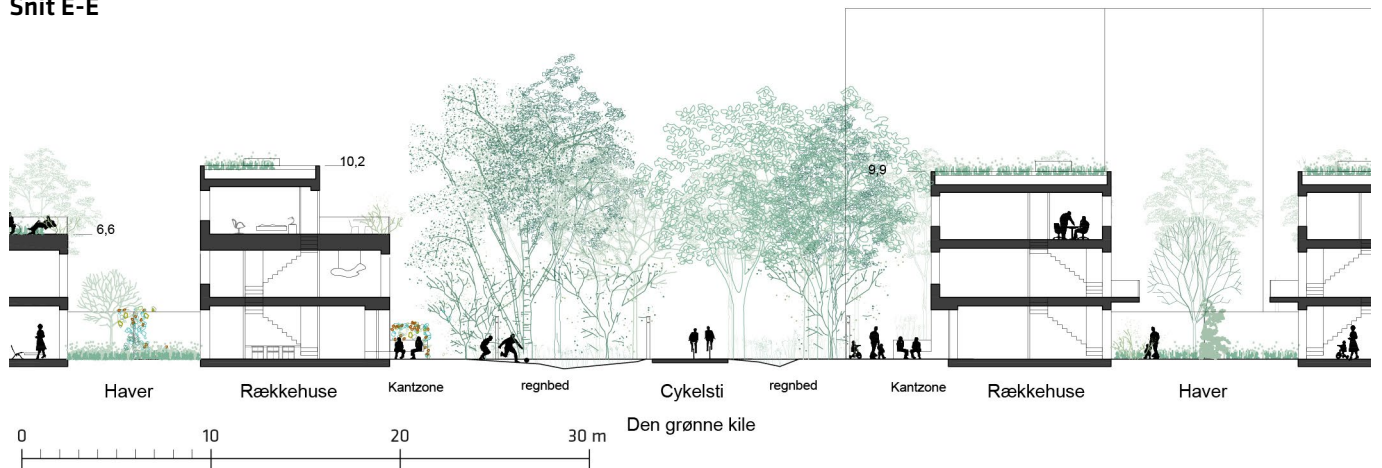 Snit E-E
10,2
9,9
6,6
Haver Rækkehuse Kantzone regnbed Cykelsti regnbed Kantzone Rækkehuse Haver
Den grønne kile
0 10 20 30 m